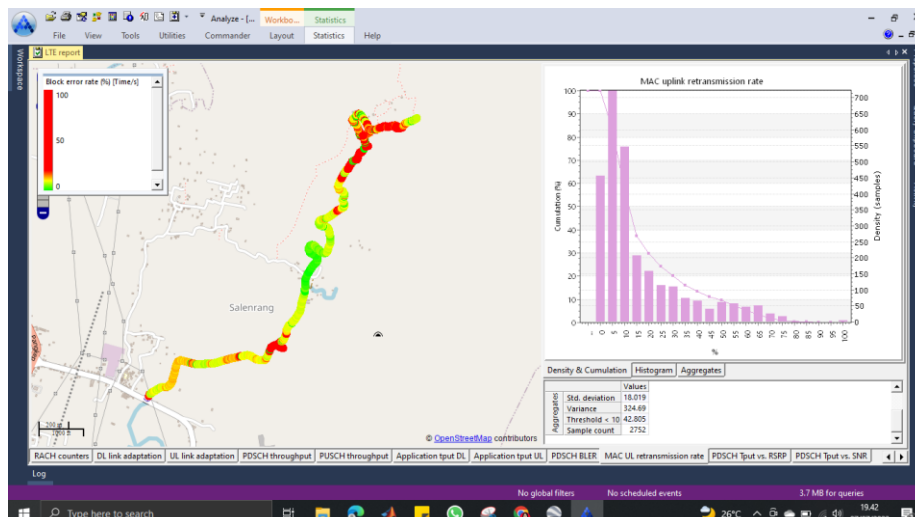 Analyze - [... Workbo... Statistics
File View Tools Utilities Commander Layout Statistics Help
Workspace
LTE report
Block error rate (%) [Time/s]
100
50
0
Salenrang
200 m
© OpenStreetMap contributors
MAC uplink retransmission rate
Cumulation (%)
100
90
80
70
60
50
40
30
20
10
0
Density (samples)
700
650
600
550
500
450
400
350
300
250
200
150
100
50
0
- 0 5 10 15 20 25 30 35 40 45 50 55 60 65 70 75 80 85 90 95 100
%
Density & Cumulation Histogram Aggregates
Values
Aggregates
Std. deviation 18.019
Variance 324.69
Threshold < 10 42.805
Sample count 2752
RACH counters DL link adaptation UL link adaptation PDSCH throughput PUSCH throughput Application tput DL Application tput UL PDSCH BLER MAC UL retransmission rate PDSCH Tput vs. RSRP PDSCH Tput vs. SNR
Log
No global filters No scheduled events 3.7 MB for queries
Type here to search 26°C 19.42